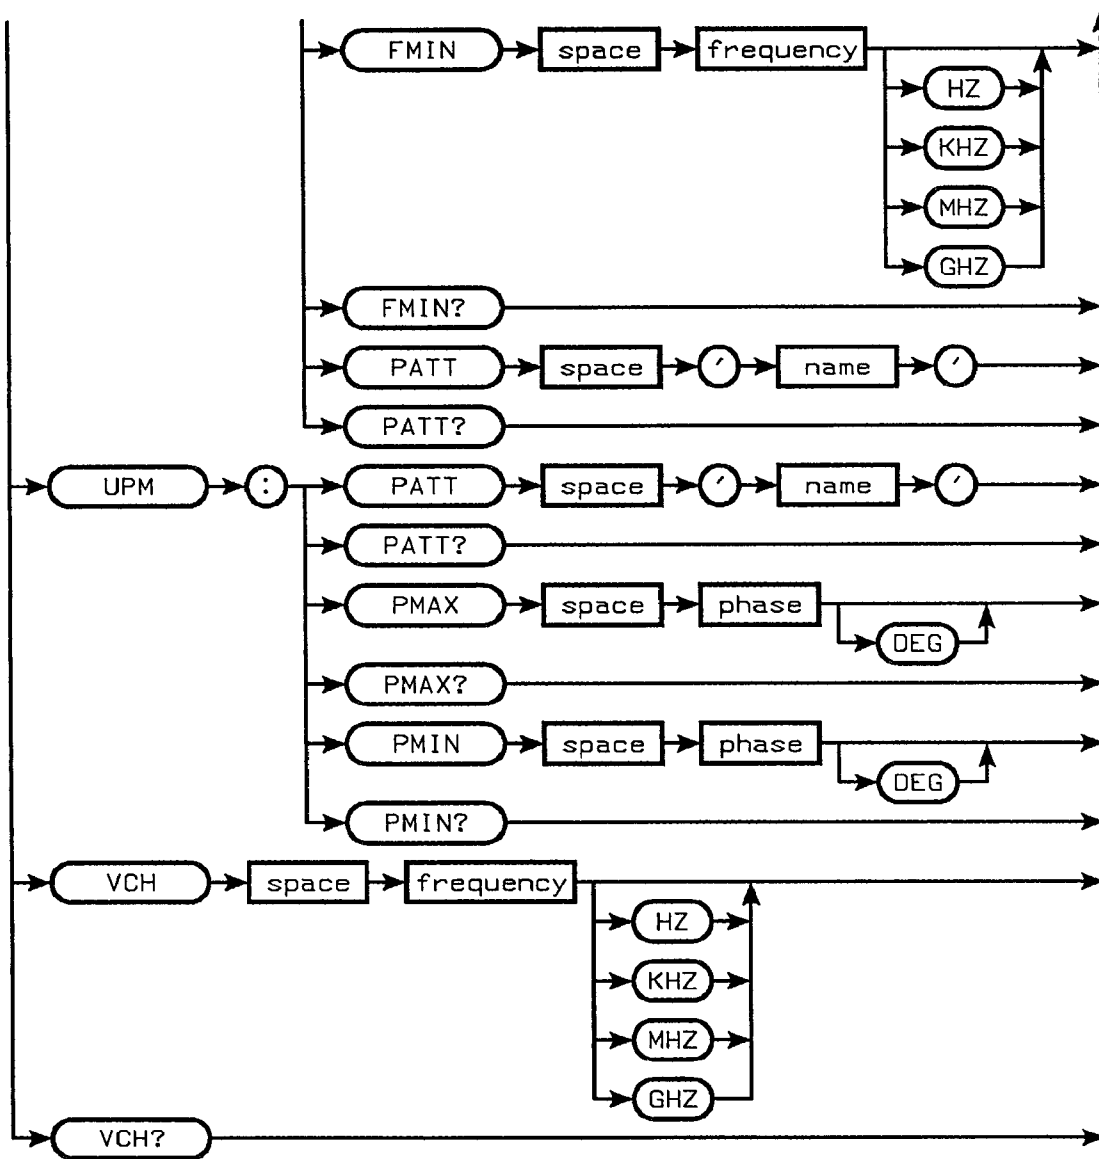 FMIN space frequency
HZ
KHZ
MHZ
GHZ
FMIN?
PATT space ′ name ′
PATT?
UPM : PATT space ′ name ′
PATT?
PMAX space phase
DEG
PMAX?
PMIN space phase
DEG
PMIN?
VCH space frequency
HZ
KHZ
MHZ
GHZ
VCH?